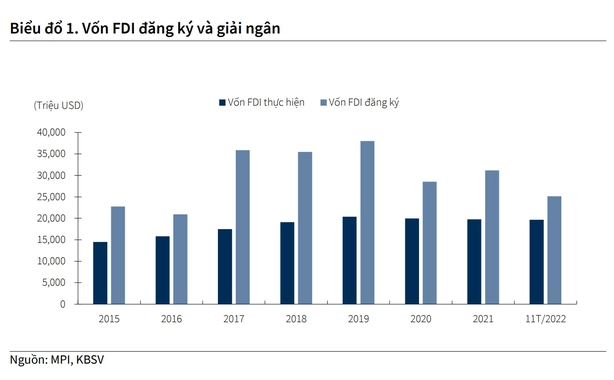 Biểu đồ 1. Vốn FDI đăng ký và giải ngân
(Triệu USD)
Vốn FDI thực hiện Vốn FDI đăng ký
40,000
35,000
30,000
25,000
20,000
15,000
10,000
5,000
0
2015 2016 2017 2018 2019 2020 2021 11T/2022
Nguồn: MPI, KBSV